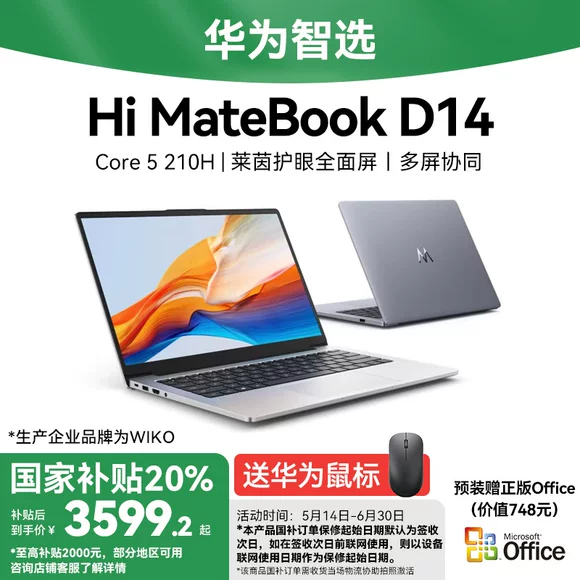 华为智选
Hi MateBook D14
Core 5 210H | 莱茵护眼全面屏 | 多屏协同
*生产企业品牌为WIKO
国家补贴20%
补贴后
到手价 ¥3599.2 起
*至高补贴2000元，部分地区可用
咨询店铺客服了解详情
送华为鼠标
活动时间：5月14日-6月30日
*本产品国补订单保修起始日期默认为签收
次日，如在签收次日前联网使用，则以设备
联网使用日期作为保修起始日期。
*该商品国补订单需收货当场物流协助拍照激活
预装赠正版Office
（价值748元）
Microsoft
Office